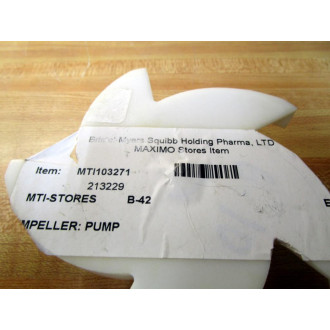 Bristol Myers Squibb Holding Pharma, LTD
MAXIMO Stores Item
Item: MTI103271
213229
MTI-STORES B-42
MPELLER: PUMP